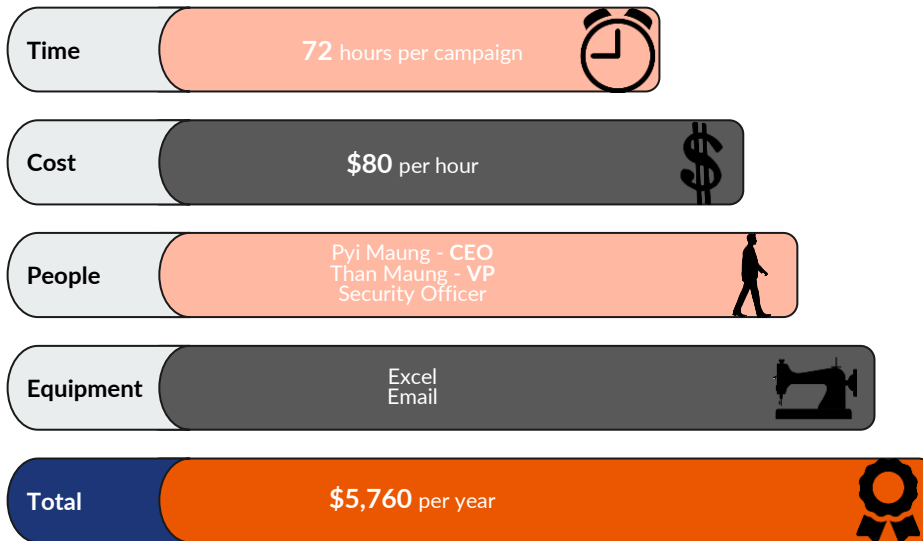 Time
72 hours per campaign
Cost
$80 per hour
People
Pyi Maung - CEO
Than Maung - VP
Security Officer
Equipment
Excel
Email
Total
$5,760 per year